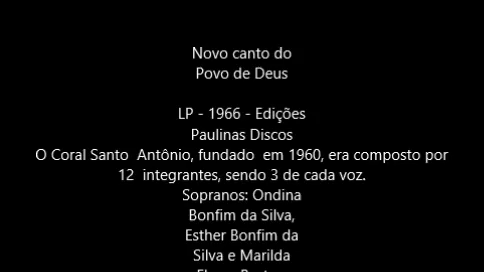 Novo canto do
Povo de Deus
LP - 1966 - Edições
Paulinas Discos
O Coral Santo Antônio, fundado em 1960, era composto por
12 integrantes, sendo 3 de cada voz.
Sopranos: Ondina
Bonfim da Silva,
Esther Bonfim da
Silva e Marilda